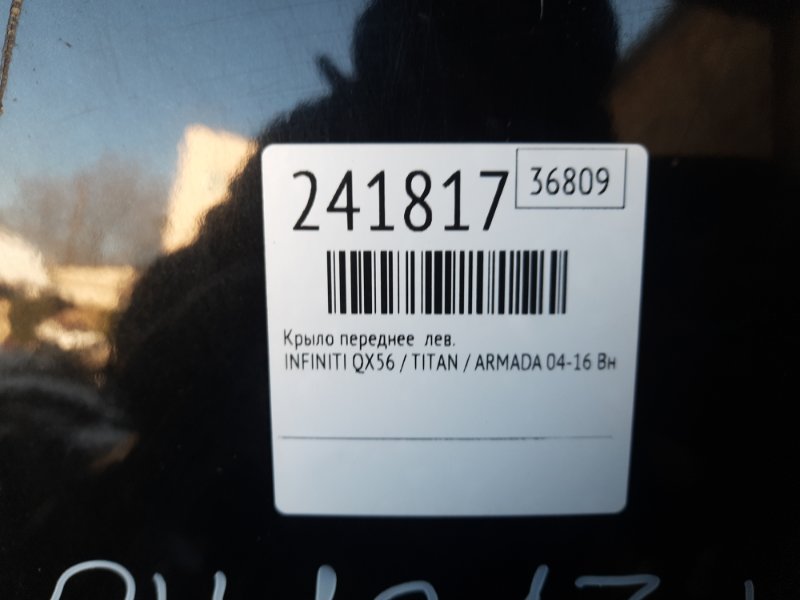 241817
36809
Крыло переднее лев.
INFINITI QX56 / TITAN / ARMADA 04-16 Вн